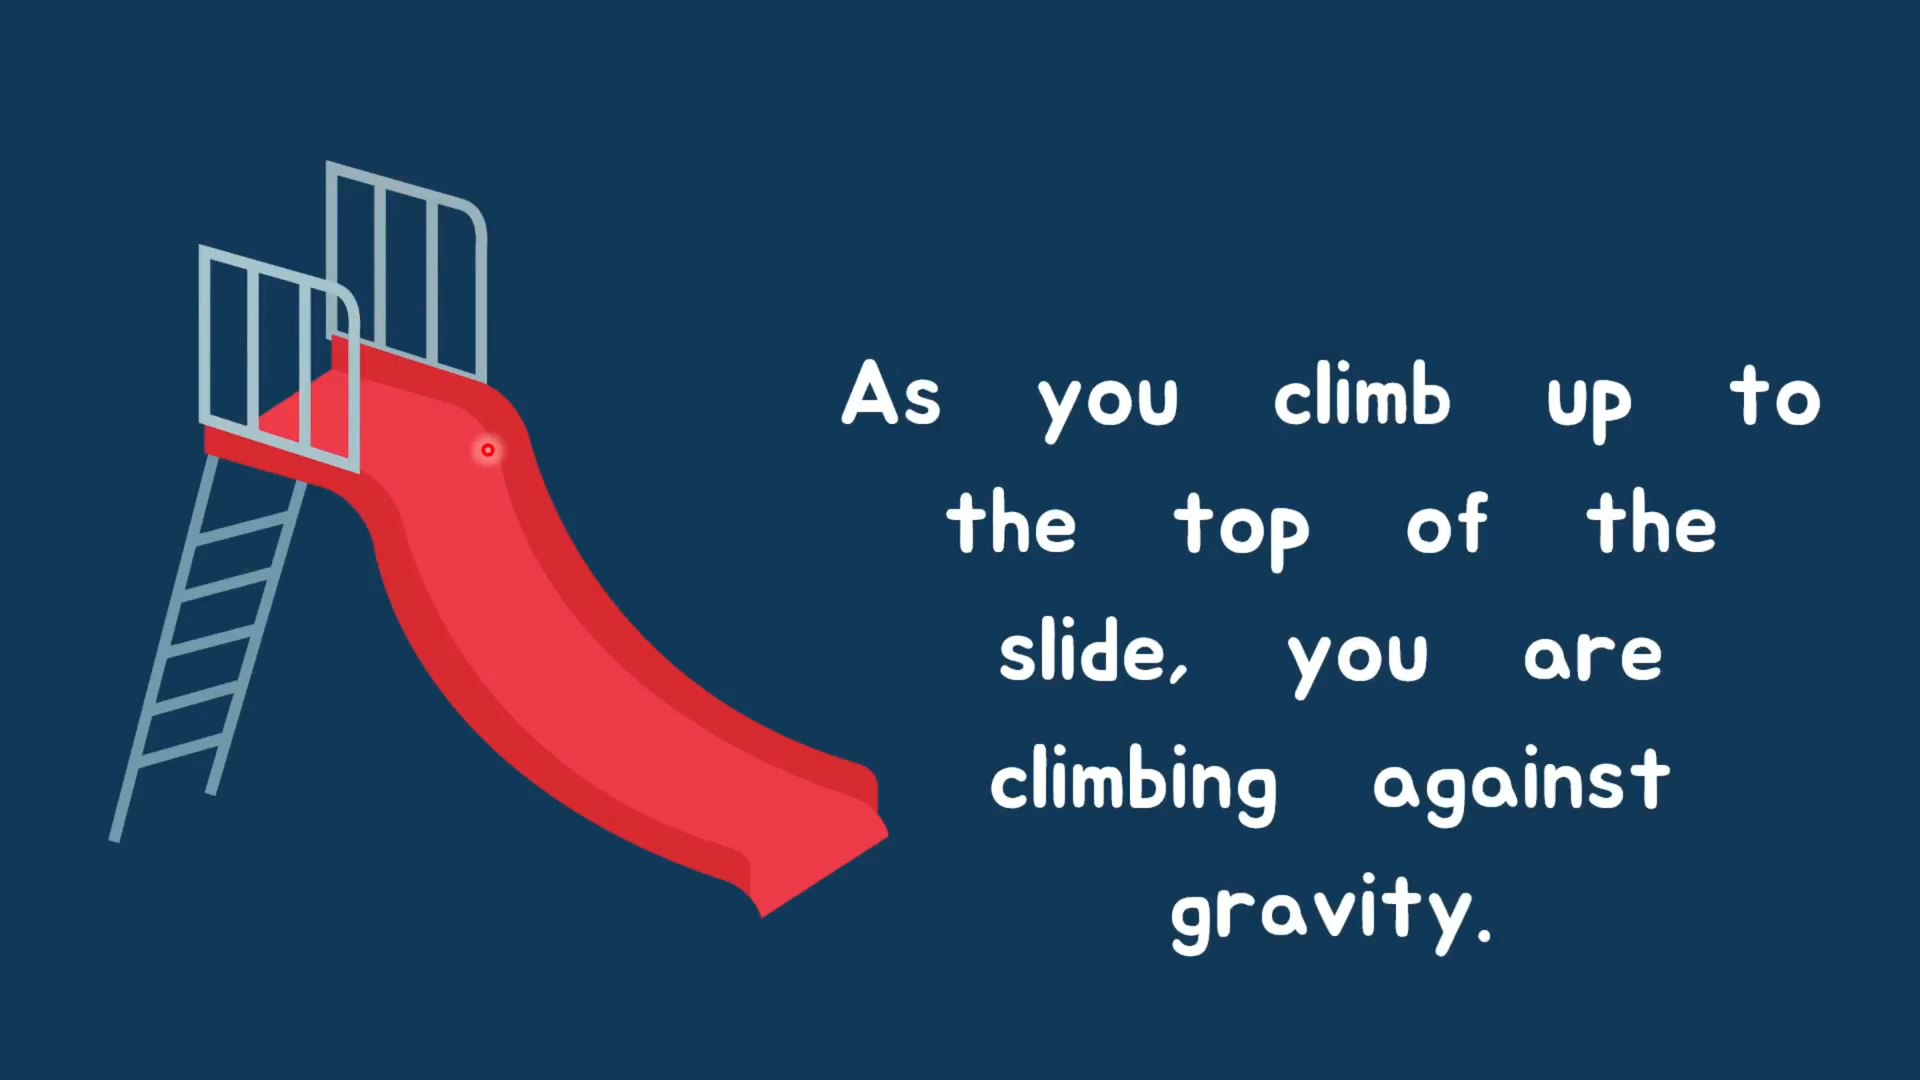 As you climb up to
the top of the
slide, you are
climbing against
gravity.